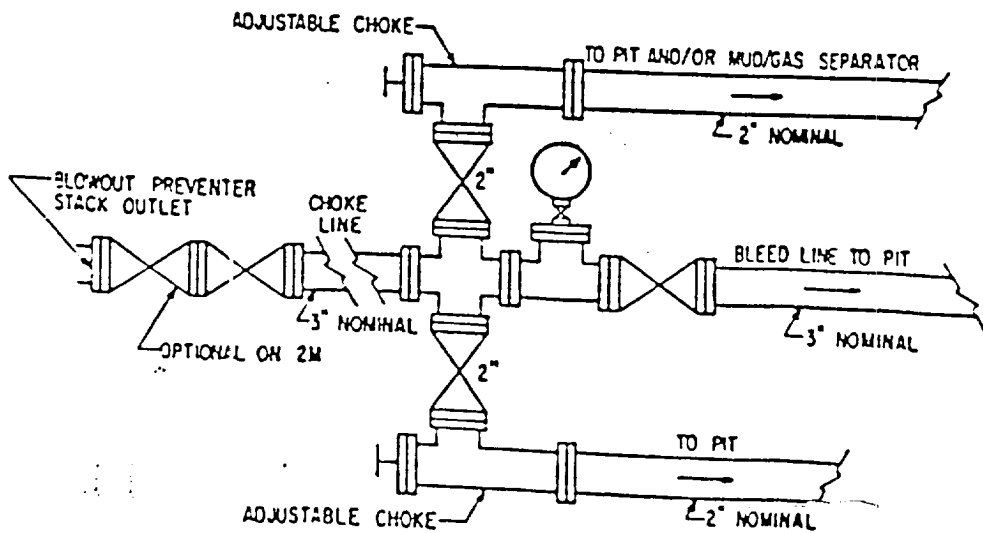 ADJUSTABLE CHOKE
TO PIT AND/OR MUD/GAS SEPARATOR
2" NOMINAL
2"
BLOWOUT PREVENTER
STACK OUTLET
CHOKE
LINE
BLEED LINE TO PIT
3" NOMINAL
3" NOMINAL
OPTIONAL ON 2M
2"
TO PIT
ADJUSTABLE CHOKE
2" NOMINAL